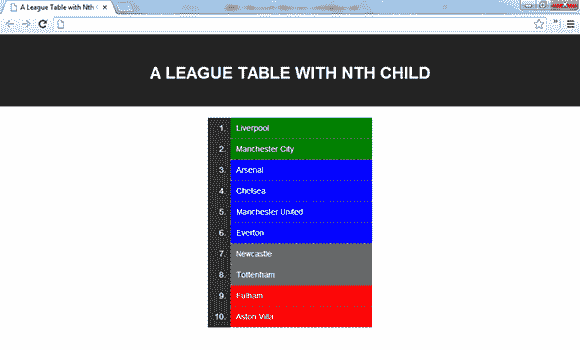 A League Table with Nth C
A LEAGUE TABLE WITH NTH CHILD
1. Liverpool
2. Manchester City
3. Arsenal
4. Chelsea
5. Manchester United
6. Everton
7. Newcastle
8. Tottenham
9. Fulham
10. Aston Villa